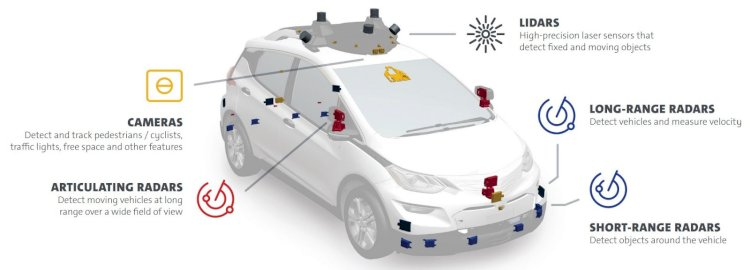 LIDARS
High-precision laser sensors that
detect fixed and moving objects
CAMERAS
Detect and track pedestrians / cyclists,
traffic lights, free space and other features
LONG-RANGE RADARS
Detect vehicles and measure velocity
ARTICULATING RADARS
Detect moving vehicles at long
range over a wide field of view
SHORT-RANGE RADARS
Detect objects around the vehicle